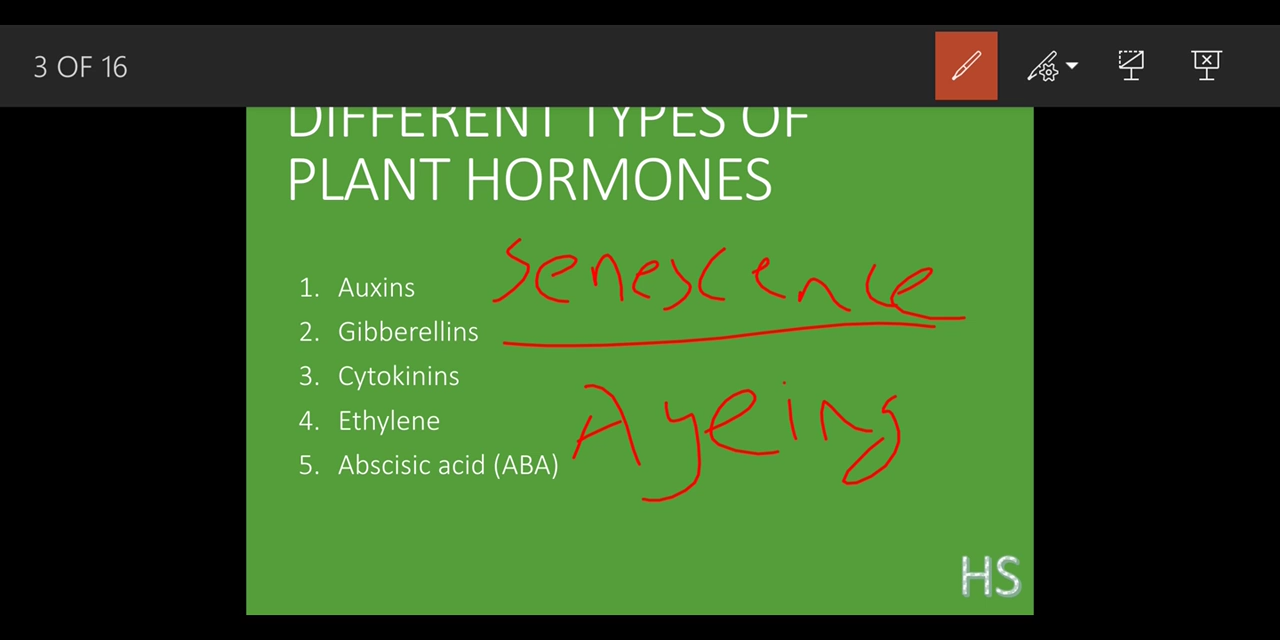 3 OF 16
DIFFERENT TYPES OF
PLANT HORMONES
Senescence
1. Auxins
2. Gibberellins
3. Cytokinins
Ageing
4. Ethylene
5. Abscisic acid (ABA)
HS